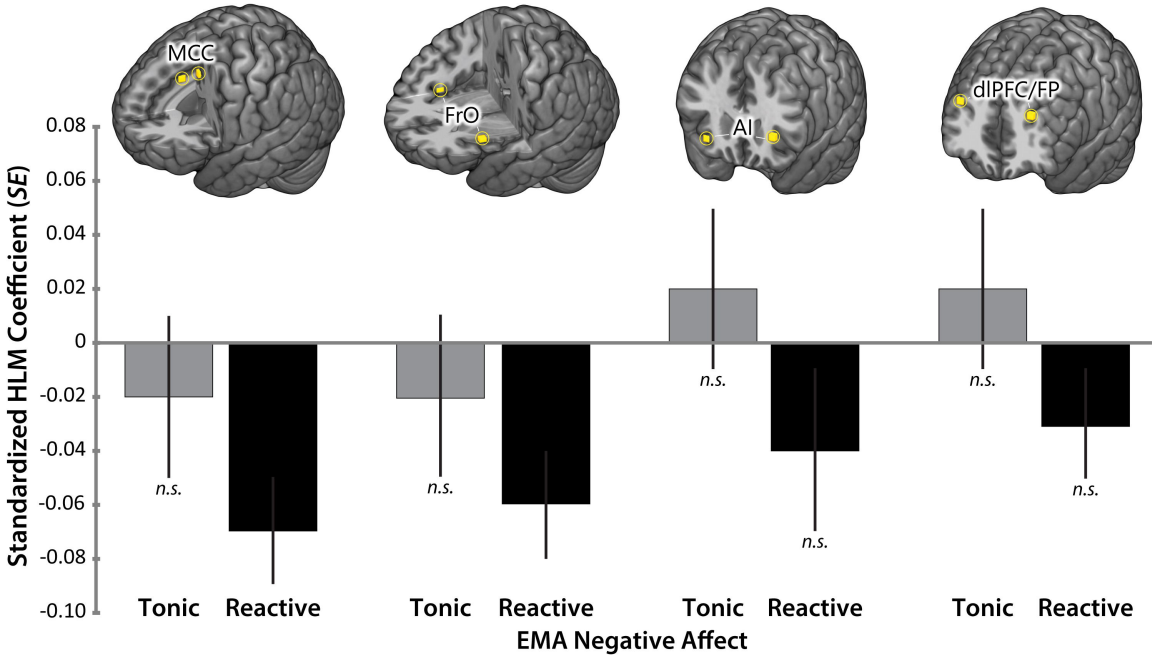 MCC
FrO
AI
dlPFC/FP
Standardized HLM Coefficient (SE)
0.08
0.06
0.04
0.02
0
-0.02
-0.04
-0.06
-0.08
-0.10
n.s.
n.s.
n.s.
n.s.
n.s.
n.s.
Tonic Reactive Tonic Reactive Tonic Reactive Tonic Reactive
EMA Negative Affect